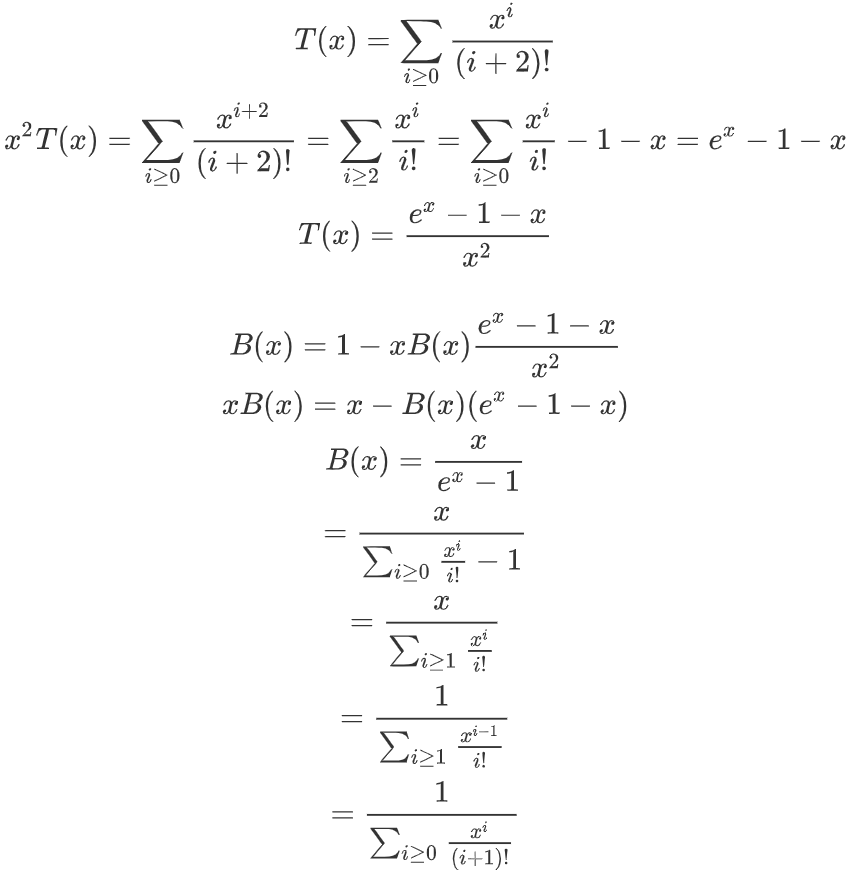 T(x) = \sum_{i \geq 0} \frac{x^i}{(i+2)!}
x^2 T(x) = \sum_{i \geq 0} \frac{x^{i+2}}{(i+2)!} = \sum_{i \geq 2} \frac{x^i}{i!} = \sum_{i \geq 0} \frac{x^i}{i!} - 1 - x = e^x - 1 - x
T(x) = \frac{e^x - 1 - x}{x^2}
B(x) = 1 - xB(x) \frac{e^x - 1 - x}{x^2}
xB(x) = x - B(x)(e^x - 1 - x)
B(x) = \frac{x}{e^x - 1}
= \frac{x}{\sum_{i \geq 0} \frac{x^i}{i!} - 1}
= \frac{x}{\sum_{i \geq 1} \frac{x^i}{i!}}
= \frac{1}{\sum_{i \geq 1} \frac{x^{i-1}}{i!}}
= \frac{1}{\sum_{i \geq 0} \frac{x^i}{(i+1)!}}